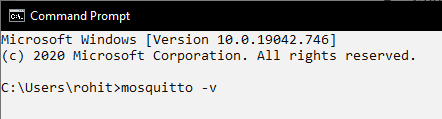 Command Prompt
Microsoft Windows [Version 10.0.19042.746]
(c) 2020 Microsoft Corporation. All rights reserved.
C:\Users\rohit>mosquitto -v